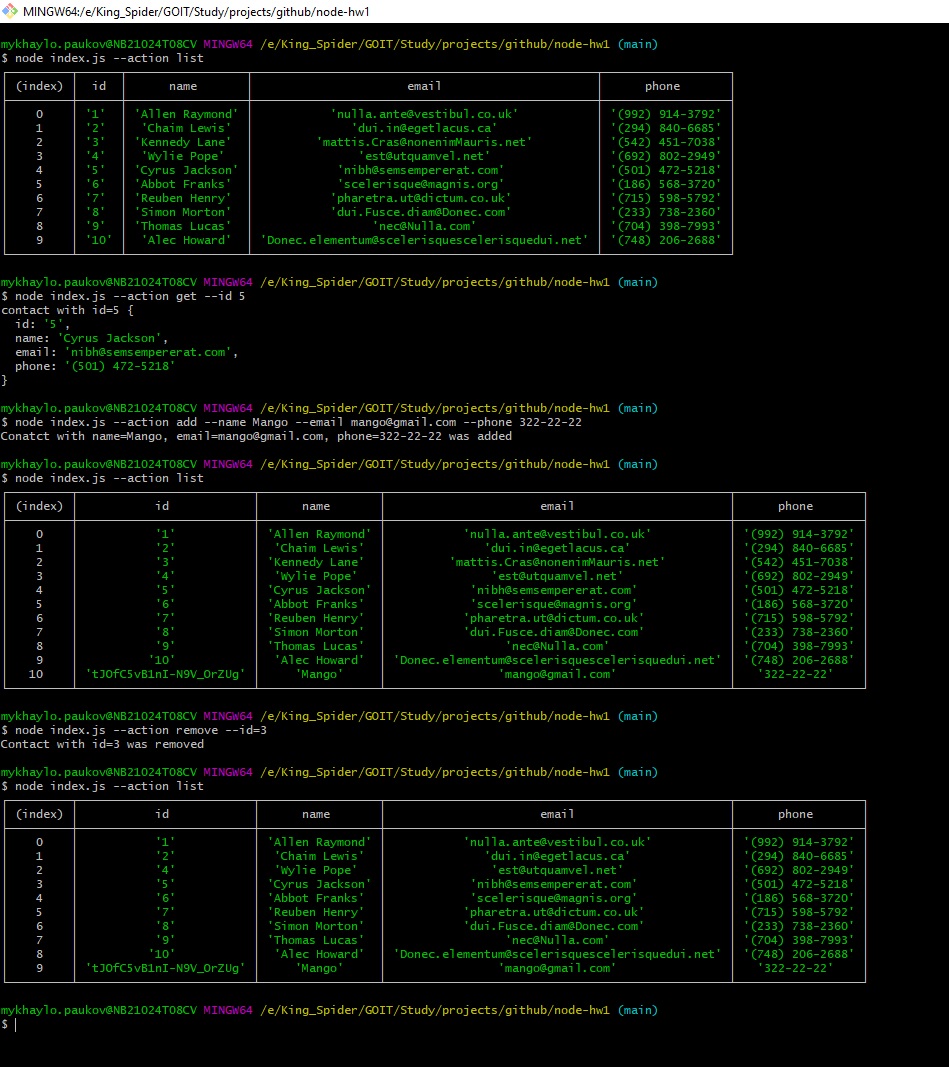 MINGW64:/e/King_Spider/GOIT/Study/projects/github/node-hw1
mykhaylo.paukov@NB21024T08CV MINGW64 /e/King_Spider/GOIT/Study/projects/github/node-hw1 (main)
$ node index.js --action list
(index) id name email phone
0 '1' 'Allen Raymond' 'nulla.ante@vestibul.co.uk' '(992) 914-3792'
1 '2' 'Chaim Lewis' 'dui.in@egetlacus.ca' '(294) 840-6685'
2 '3' 'Kennedy Lane' 'mattis.Cras@nonenimMauris.net' '(542) 451-7038'
3 '4' 'Wylie Pope' 'est@utquamvel.net' '(692) 802-2949'
4 '5' 'Cyrus Jackson' 'nibh@semsempererat.com' '(501) 472-5218'
5 '6' 'Abbot Franks' 'scelerisque@magnis.org' '(186) 568-3720'
6 '7' 'Reuben Henry' 'pharetra.ut@dictum.co.uk' '(715) 598-5792'
7 '8' 'Simon Morton' 'dui.Fusce.diam@Donec.com' '(233) 738-2360'
8 '9' 'Thomas Lucas' 'nec@Nulla.com' '(704) 398-7993'
9 '10' 'Alec Howard' 'Donec.elementum@scelerisquescelerisquedui.net' '(748) 206-2688'
mykhaylo.paukov@NB21024T08CV MINGW64 /e/King_Spider/GOIT/Study/projects/github/node-hw1 (main)
$ node index.js --action get --id 5
contact with id=5 {
id: '5',
name: 'Cyrus Jackson',
email: 'nibh@semsempererat.com',
phone: '(501) 472-5218'
}
mykhaylo.paukov@NB21024T08CV MINGW64 /e/King_Spider/GOIT/Study/projects/github/node-hw1 (main)
$ node index.js --action add --name Mango --email mango@gmail.com --phone 322-22-22
Conatct with name=Mango, email=mango@gmail.com, phone=322-22-22 was added
mykhaylo.paukov@NB21024T08CV MINGW64 /e/King_Spider/GOIT/Study/projects/github/node-hw1 (main)
$ node index.js --action list
(index) id name email phone
0 '1' 'Allen Raymond' 'nulla.ante@vestibul.co.uk' '(992) 914-3792'
1 '2' 'Chaim Lewis' 'dui.in@egetlacus.ca' '(294) 840-6685'
2 '3' 'Kennedy Lane' 'mattis.Cras@nonenimMauris.net' '(542) 451-7038'
3 '4' 'Wylie Pope' 'est@utquamvel.net' '(692) 802-2949'
4 '5' 'Cyrus Jackson' 'nibh@semsempererat.com' '(501) 472-5218'
5 '6' 'Abbot Franks' 'scelerisque@magnis.org' '(186) 568-3720'
6 '7' 'Reuben Henry' 'pharetra.ut@dictum.co.uk' '(715) 598-5792'
7 '8' 'Simon Morton' 'dui.Fusce.diam@Donec.com' '(233) 738-2360'
8 '9' 'Thomas Lucas' 'nec@Nulla.com' '(704) 398-7993'
9 '10' 'Alec Howard' 'Donec.elementum@scelerisquescelerisquedui.net' '(748) 206-2688'
10 'tJOfC5vB1nI-N9V_OrZUg' 'Mango' 'mango@gmail.com' '322-22-22'
mykhaylo.paukov@NB21024T08CV MINGW64 /e/King_Spider/GOIT/Study/projects/github/node-hw1 (main)
$ node index.js --action remove --id=3
Contact with id=3 was removed
mykhaylo.paukov@NB21024T08CV MINGW64 /e/King_Spider/GOIT/Study/projects/github/node-hw1 (main)
$ node index.js --action list
(index) id name email phone
0 '1' 'Allen Raymond' 'nulla.ante@vestibul.co.uk' '(992) 914-3792'
1 '2' 'Chaim Lewis' 'dui.in@egetlacus.ca' '(294) 840-6685'
2 '4' 'Wylie Pope' 'est@utquamvel.net' '(692) 802-2949'
3 '5' 'Cyrus Jackson' 'nibh@semsempererat.com' '(501) 472-5218'
4 '6' 'Abbot Franks' 'scelerisque@magnis.org' '(186) 568-3720'
5 '7' 'Reuben Henry' 'pharetra.ut@dictum.co.uk' '(715) 598-5792'
6 '8' 'Simon Morton' 'dui.Fusce.diam@Donec.com' '(233) 738-2360'
7 '9' 'Thomas Lucas' 'nec@Nulla.com' '(704) 398-7993'
8 '10' 'Alec Howard' 'Donec.elementum@scelerisquescelerisquedui.net' '(748) 206-2688'
9 'tJOfC5vB1nI-N9V_OrZUg' 'Mango' 'mango@gmail.com' '322-22-22'
mykhaylo.paukov@NB21024T08CV MINGW64 /e/King_Spider/GOIT/Study/projects/github/node-hw1 (main)
$